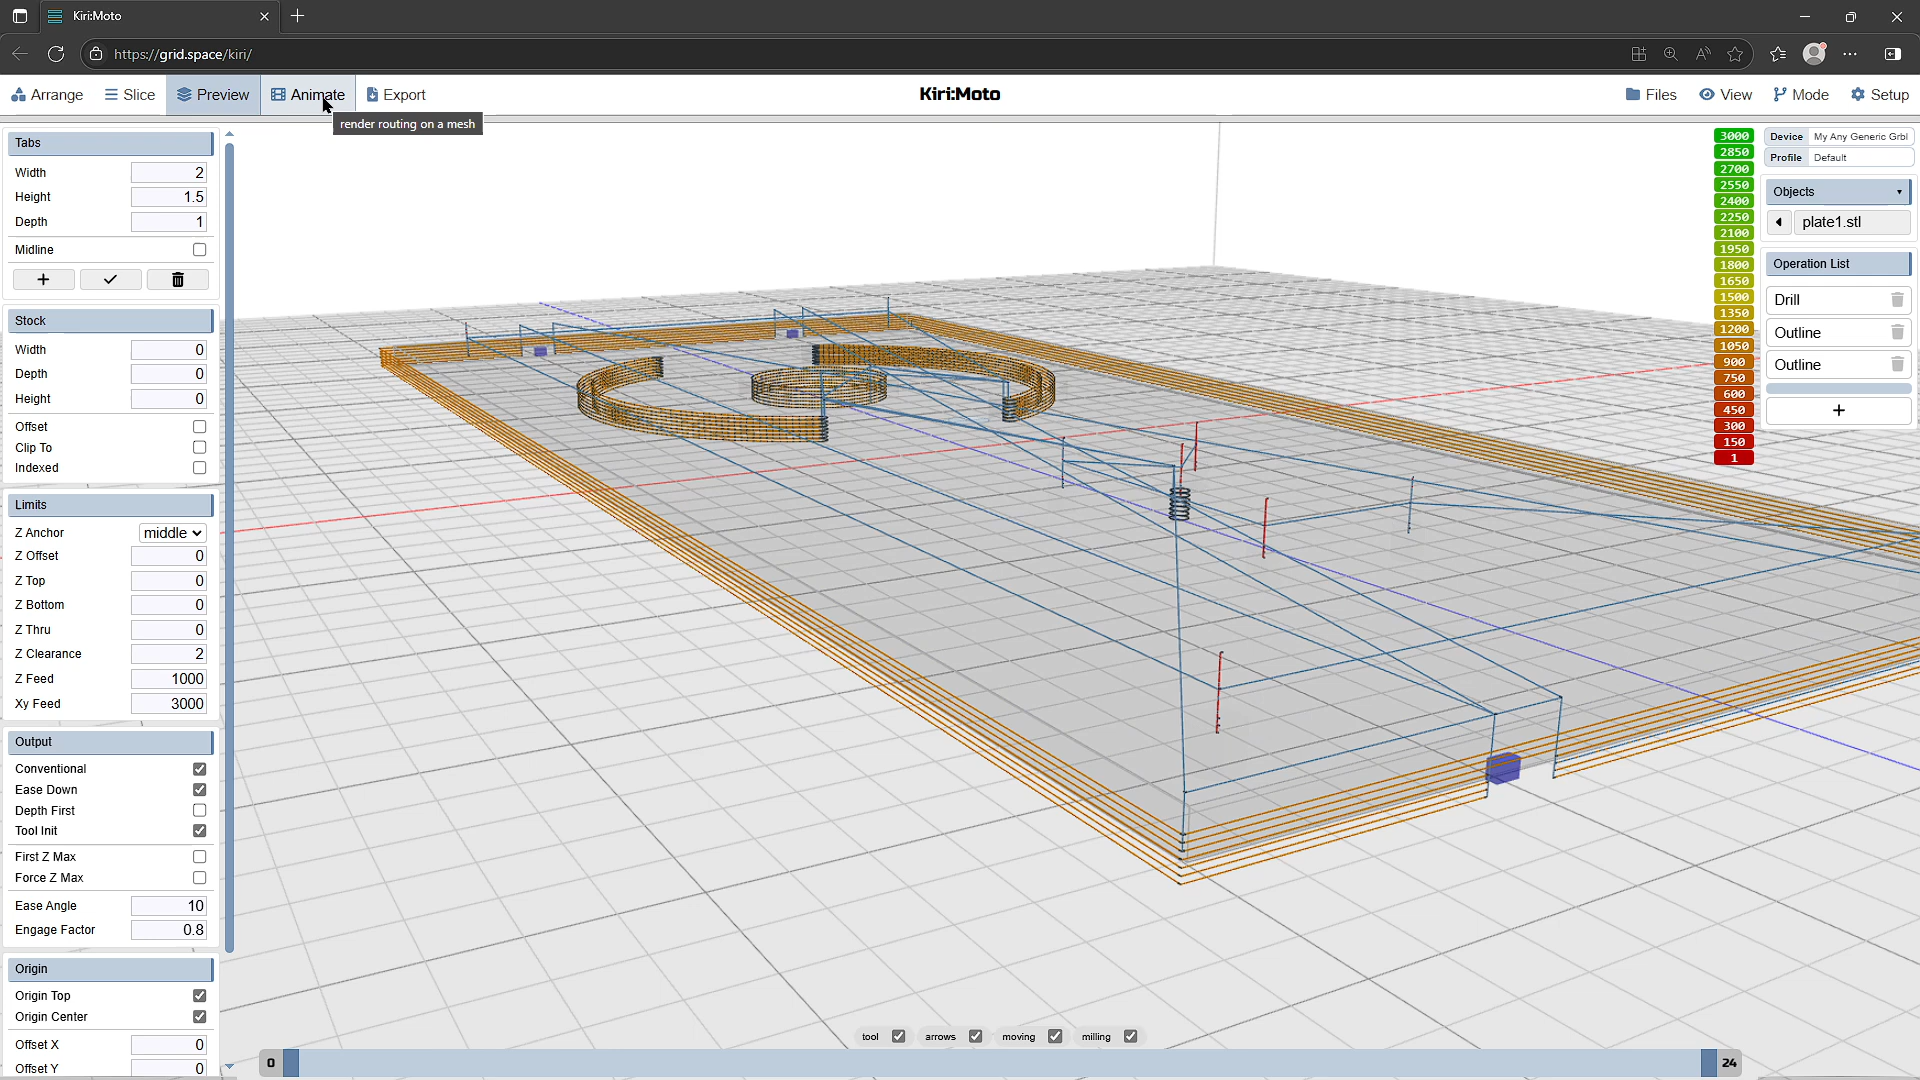 Kiri:Moto
https://grid.space/kiri/
Arrange
Slice
Preview
Animate
Export
Kiri:Moto
Files
View
Mode
Setup
render routing on a mesh
Tabs
Width 2
Height 1.5
Depth 1
Midline
Stock
Width 0
Depth 0
Height 0
Offset
Clip To
Indexed
Limits
Z Anchor middle
Z Offset 0
Z Top 0
Z Bottom 0
Z Thru 0
Z Clearance 2
Z Feed 1000
Xy Feed 3000
Output
Conventional
Ease Down
Depth First
Tool Init
First Z Max
Force Z Max
Ease Angle 10
Engage Factor 0.8
Origin
Origin Top
Origin Center
Offset X 0
Offset Y 0
3000
2850
2700
2550
2400
2250
2100
1950
1800
1650
1500
1350
1200
1050
900
750
600
450
300
150
1
Device My Any Generic Grbl
Profile Default
Objects
plate1.stl
Operation List
Drill
Outline
Outline
+
tool
arrows
moving
milling
0
24